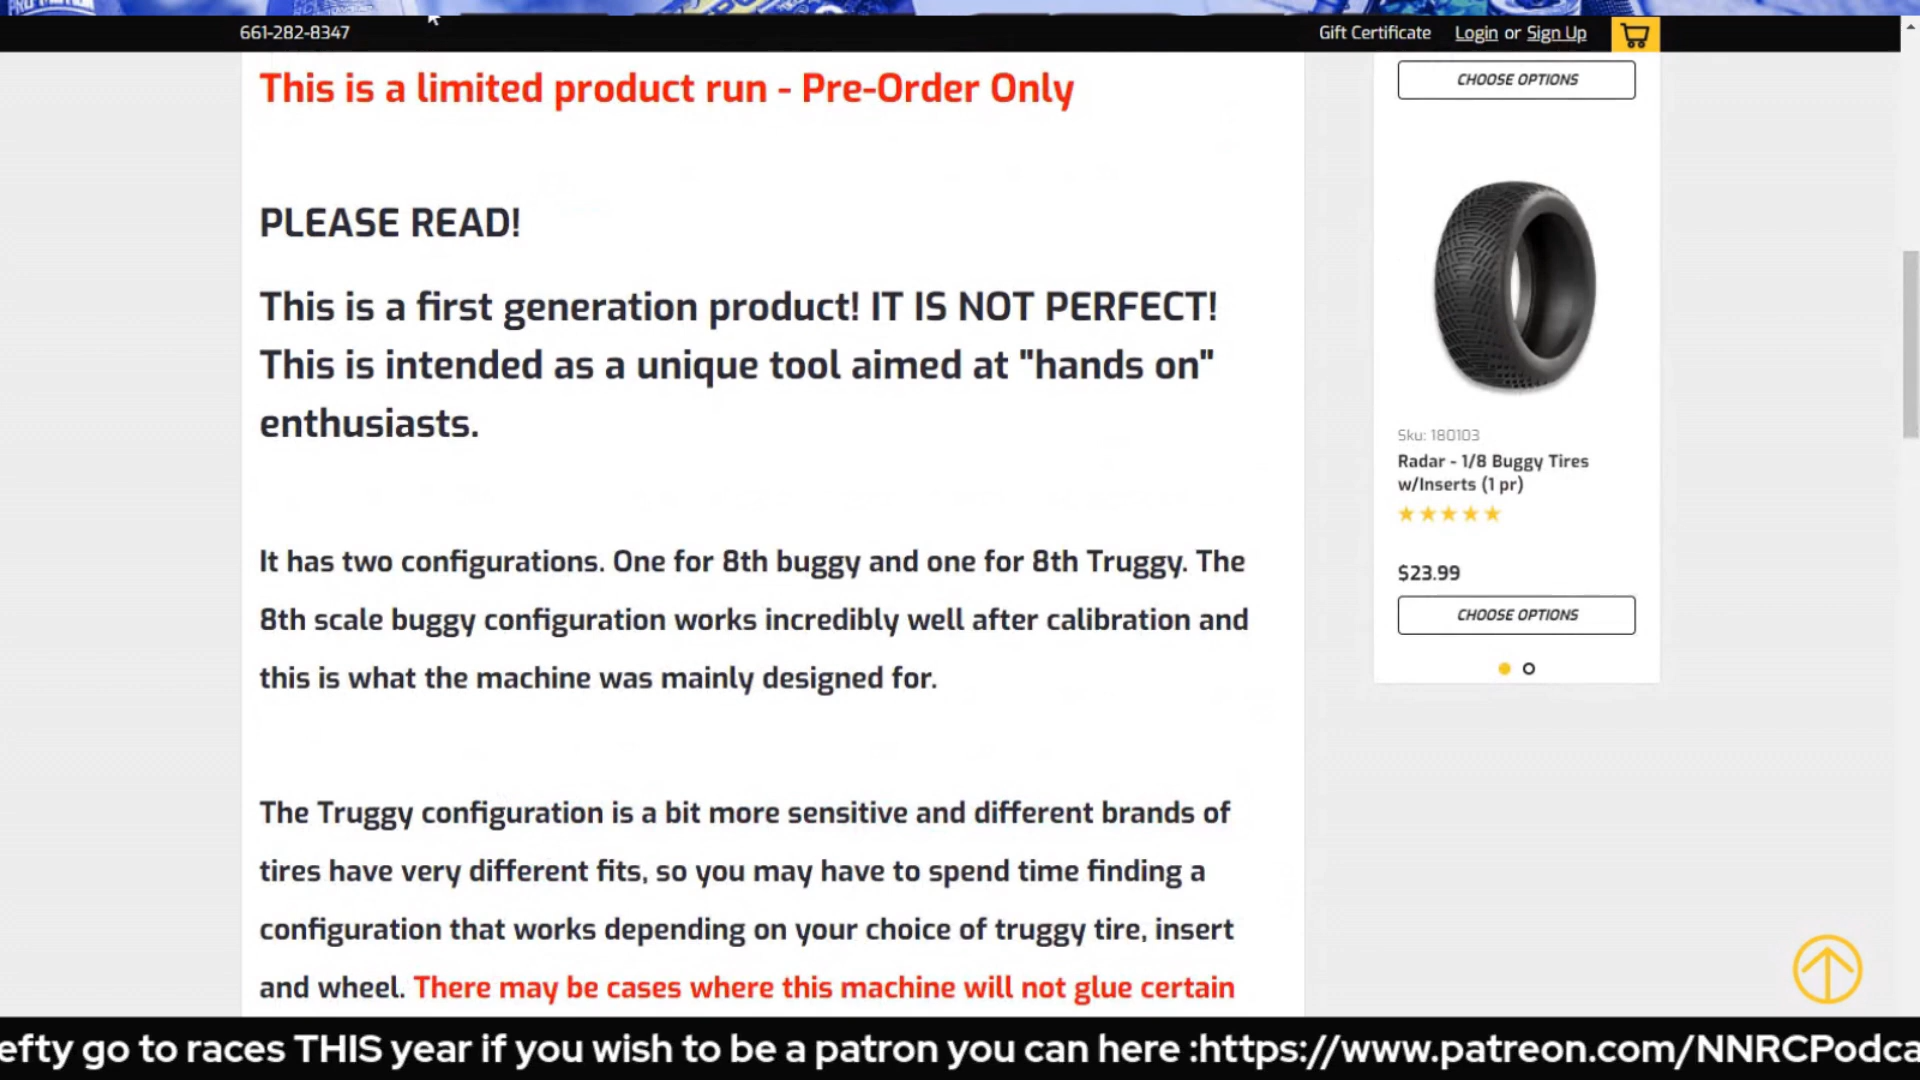 661-282-8347
Gift Certificate Login or Sign Up
This is a limited product run - Pre-Order Only
PLEASE READ!
This is a first generation product! IT IS NOT PERFECT!
This is intended as a unique tool aimed at "hands on"
enthusiasts.
It has two configurations. One for 8th buggy and one for 8th Truggy. The
8th scale buggy configuration works incredibly well after calibration and
this is what the machine was mainly designed for.
The Truggy configuration is a bit more sensitive and different brands of
tires have very different fits, so you may have to spend time finding a
configuration that works depending on your choice of truggy tire, insert
and wheel. There may be cases where this machine will not glue certain
CHOOSE OPTIONS
Sku: 180103
Radar - 1/8 Buggy Tires
w/Inserts (1 pr)
$23.99
CHOOSE OPTIONS
efty go to races THIS year if you wish to be a patron you can here :https://www.patreon.com/NNRCPodca